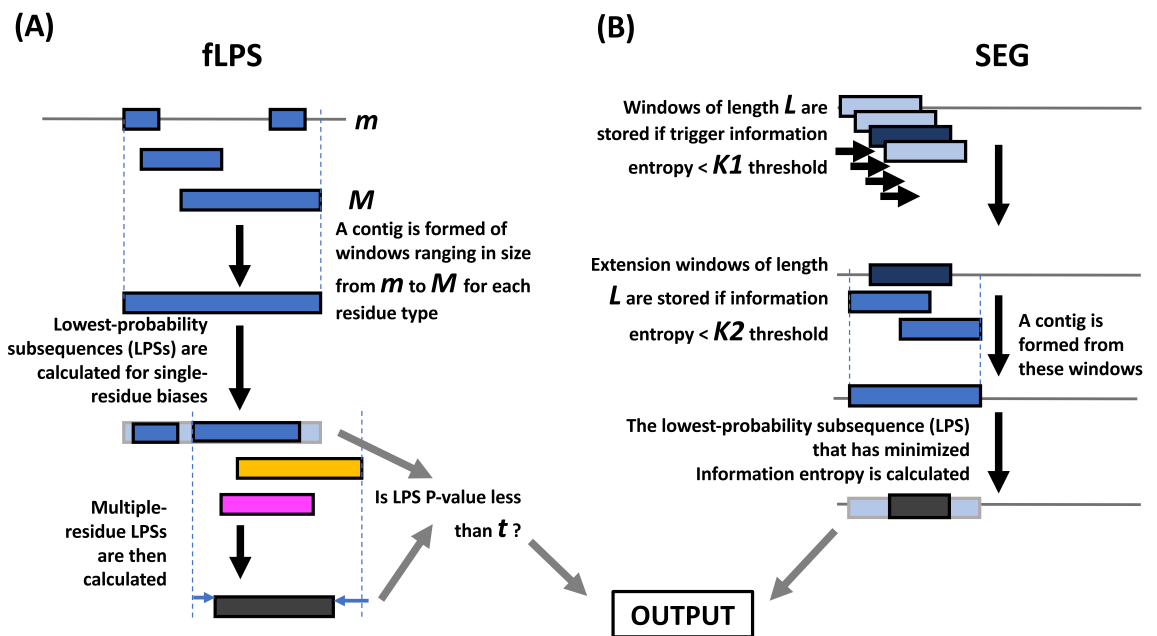 (A)
fLPS
m
M
A contig is formed of
windows ranging in size
from m to M for each
residue type
Lowest-probability
subsequences (LPSs) are
calculated for single-
residue biases
Multiple-
residue LPSs
are then
calculated
Is LPS P-value less
than t ?
(B)
SEG
Windows of length L are
stored if trigger information
entropy < K1 threshold
Extension windows of length
L are stored if information
entropy < K2 threshold
A contig is
formed from
these windows
The lowest-probability subsequence (LPS)
that has minimized
Information entropy is calculated
OUTPUT